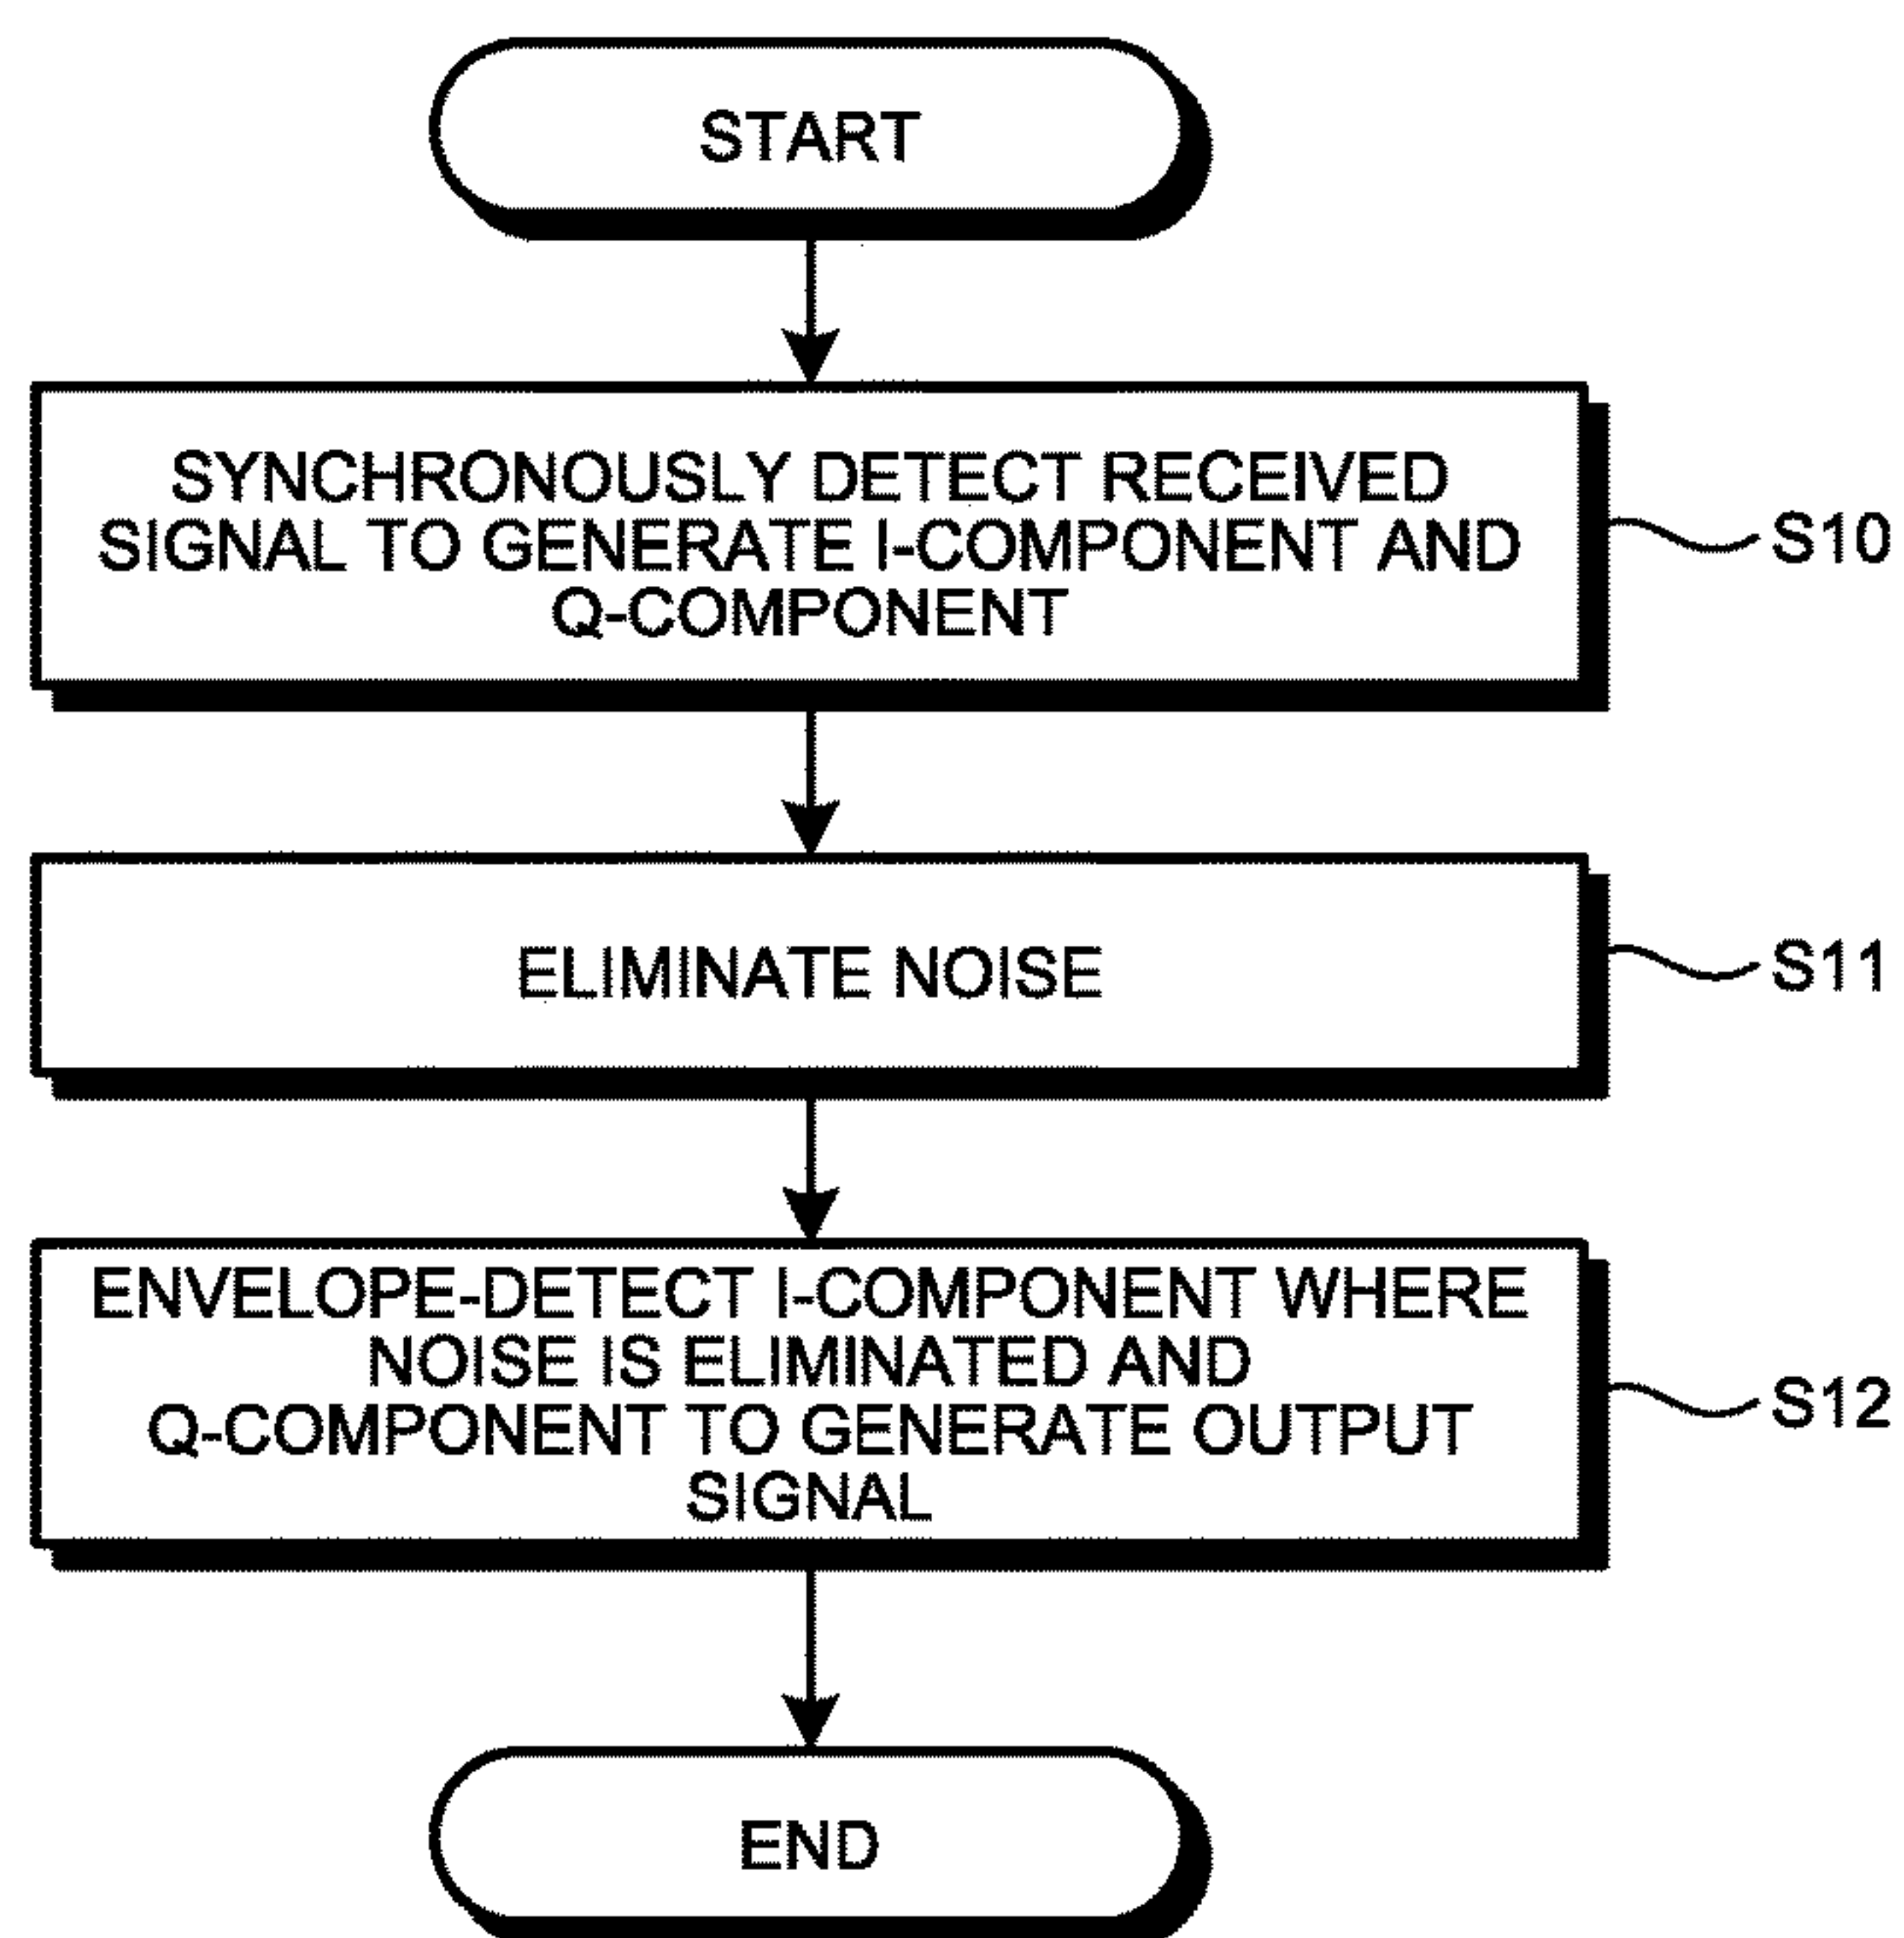 START
SYNCHRONOUSLY DETECT RECEIVED
SIGNAL TO GENERATE I-COMPONENT AND
Q-COMPONENT
S10
ELIMINATE NOISE
S11
ENVELOPE-DETECT I-COMPONENT WHERE
NOISE IS ELIMINATED AND
Q-COMPONENT TO GENERATE OUTPUT
SIGNAL
S12
END